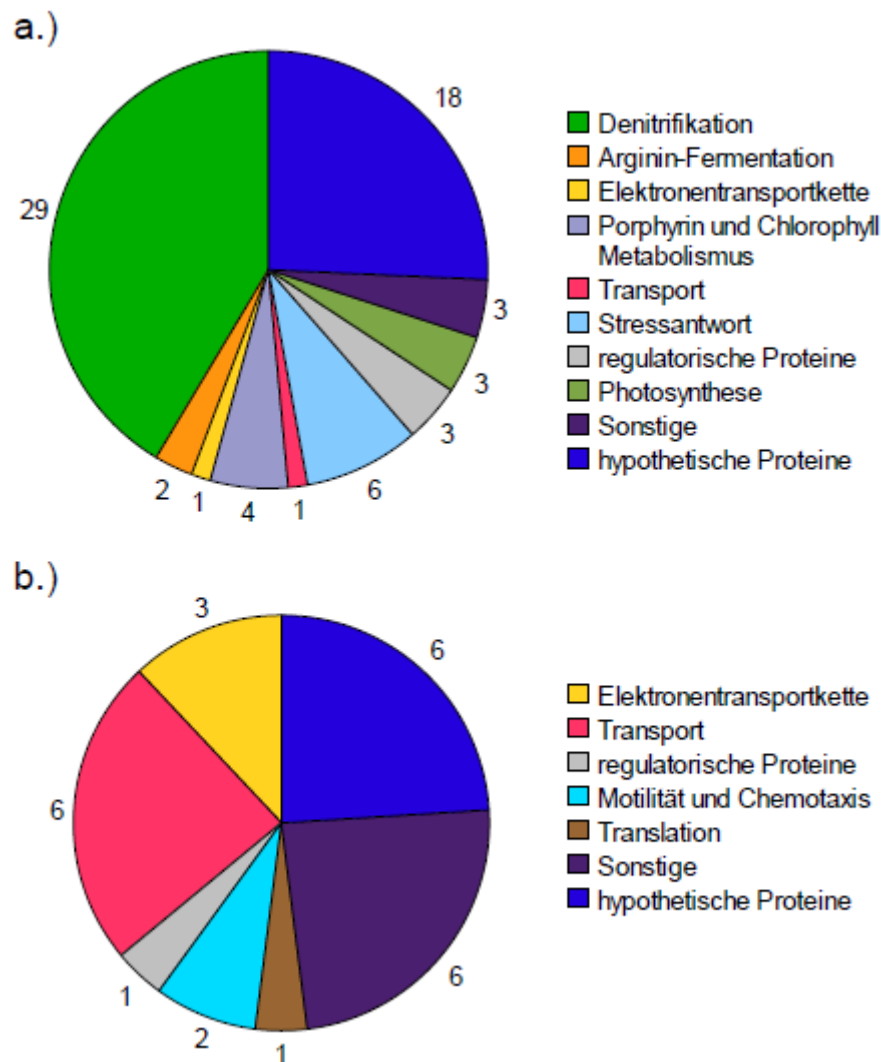 a.)
18
29
3
3
3
6
1
4
1
2
Denitrifikation
Arginin-Fermentation
Elektronentransportkette
Porphyrin und Chlorophyll
Metabolismus
Transport
Stressantwort
regulatorische Proteine
Photosynthese
Sonstige
hypothetische Proteine
b.)
3
6
6
6
1
2
1
Elektronentransportkette
Transport
regulatorische Proteine
Motilität und Chemotaxis
Translation
Sonstige
hypothetische Proteine